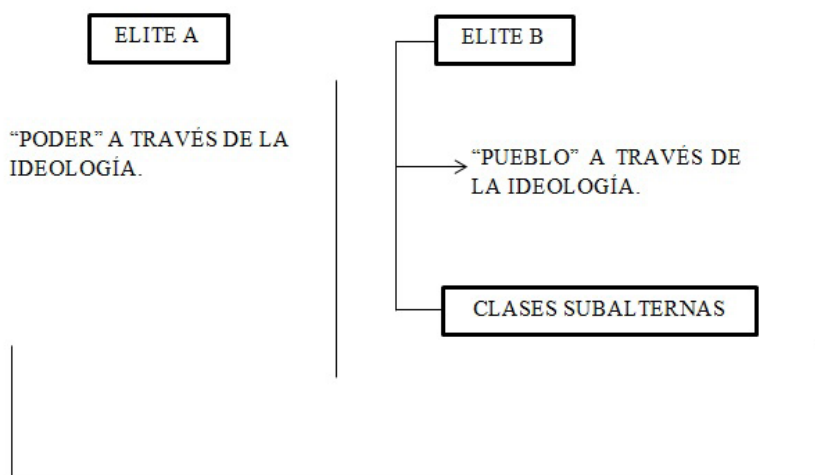 ELITE A
ELITE B
“PODER” A TRAVÉS DE LA
IDEOLOGÍA.
“PUEBLO” A TRAVÉS DE
LA IDEOLOGÍA.
CLASES SUBALTERNAS